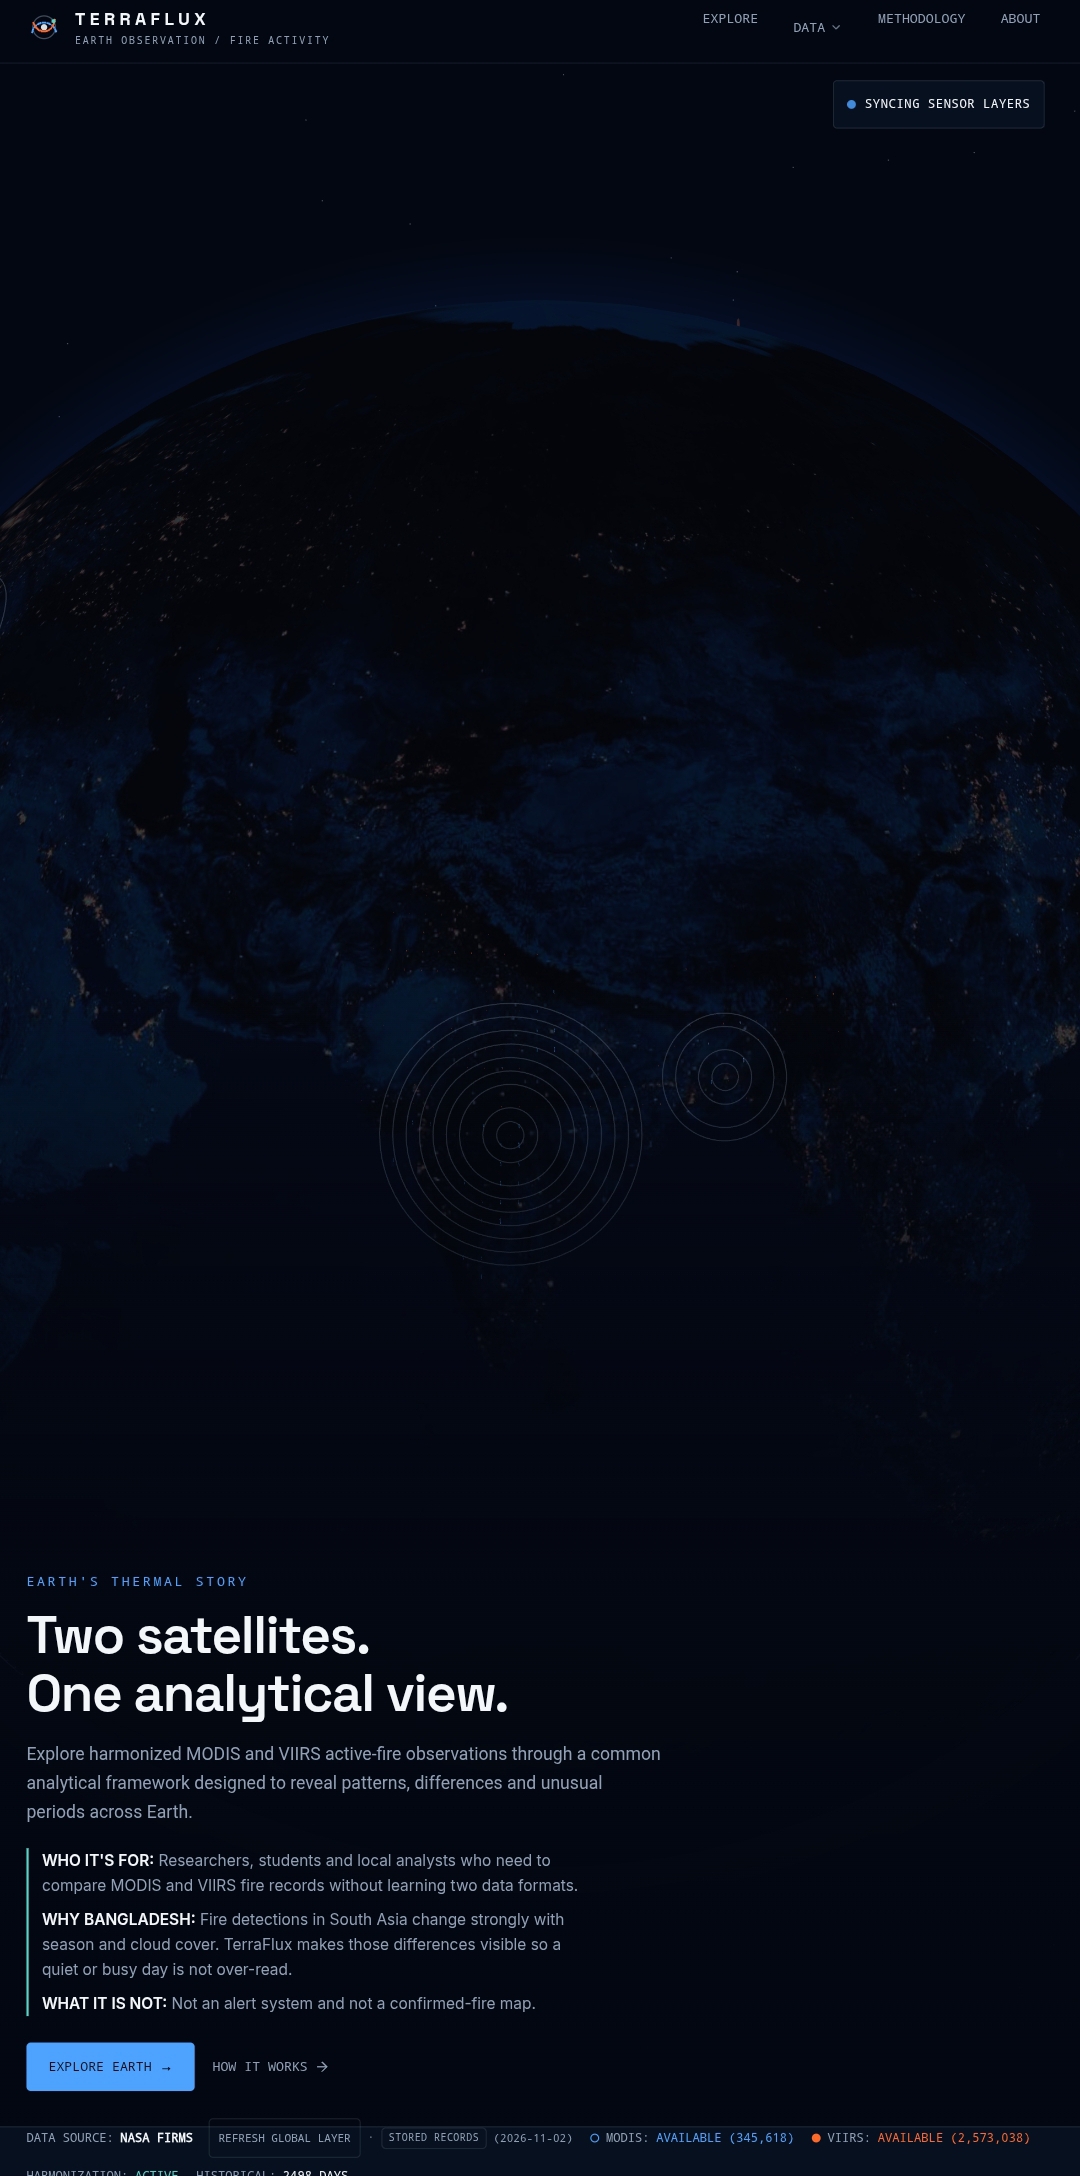 TERRAFLUX
EARTH OBSERVATION / FIRE ACTIVITY
EXPLORE
DATA
METHODOLOGY
ABOUT
SYNCING SENSOR LAYERS
EARTH'S THERMAL STORY
Two satellites.
One analytical view.
Explore harmonized MODIS and VIIRS active-fire observations through a common
analytical framework designed to reveal patterns, differences and unusual
periods across Earth.
WHO IT'S FOR: Researchers, students and local analysts who need to
compare MODIS and VIIRS fire records without learning two data formats.
WHY BANGLADESH: Fire detections in South Asia change strongly with
season and cloud cover. TerraFlux makes those differences visible so a
quiet or busy day is not over-read.
WHAT IT IS NOT: Not an alert system and not a confirmed-fire map.
EXPLORE EARTH →
HOW IT WORKS →
DATA SOURCE: NASA FIRMS REFRESH GLOBAL LAYER · STORED RECORDS (2026-11-02) MODIS: AVAILABLE (345,618) VIIRS: AVAILABLE (2,573,038)
HARMONIZATION: ACTIVE HISTORICAL: 2498 DAYS